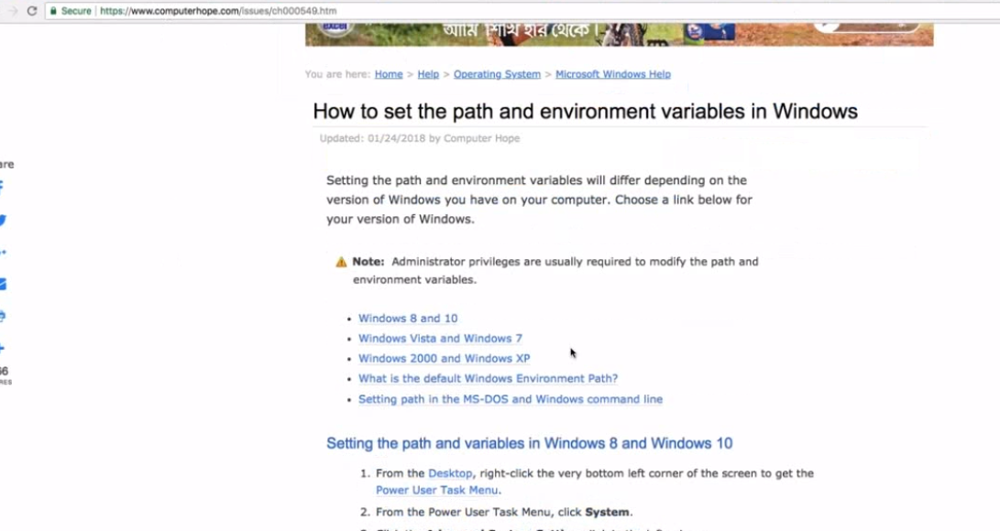 Secure | https://www.computerhope.com/issues/ch000549.htm
EXCEL
আমি শিখি হার থেকে।
You are here: Home > Help > Operating System > Microsoft Windows Help
How to set the path and environment variables in Windows
Updated: 01/24/2018 by Computer Hope
are
Setting the path and environment variables will differ depending on the
version of Windows you have on your computer. Choose a link below for
your version of Windows.
Note: Administrator privileges are usually required to modify the path and
environment variables.
• Windows 8 and 10
• Windows Vista and Windows 7
• Windows 2000 and Windows XP
• What is the default Windows Environment Path?
• Setting path in the MS-DOS and Windows command line
66
RES
Setting the path and variables in Windows 8 and Windows 10
1. From the Desktop, right-click the very bottom left corner of the screen to get the
Power User Task Menu.
2. From the Power User Task Menu, click System.